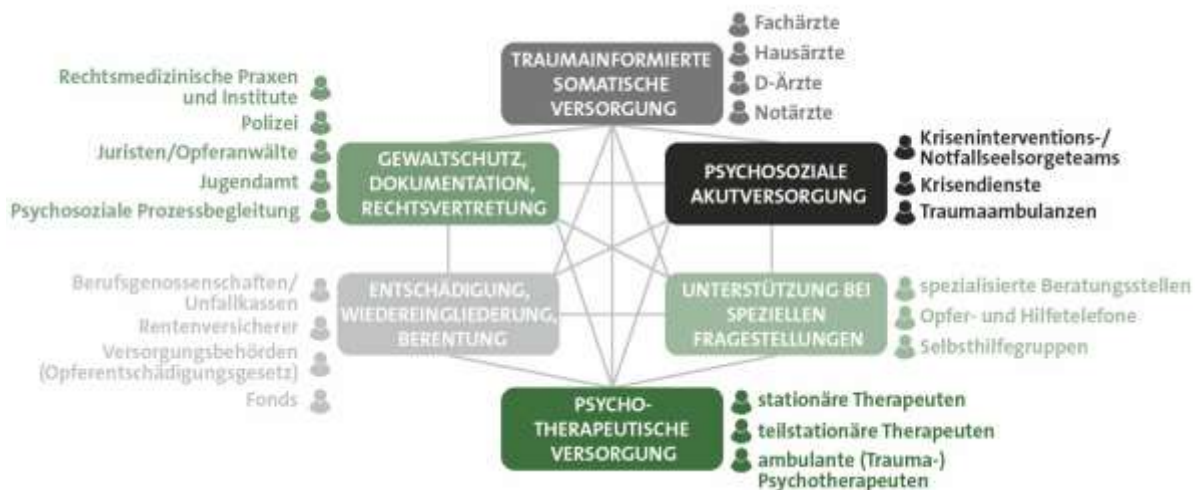 TRAUMAINFORMIERTE
SOMATISCHE
VERSORGUNG
Fachärzte
Hausärzte
D-Ärzte
Notärzte
Rechtsmedizinische Praxen
und Institute
Polizei
Juristen/Opferanwälte
Jugendamt
Psychosoziale Prozessbegleitung
GEWALTSCHUTZ,
DOKUMENTATION,
RECHTSVERTRETUNG
PSYCHOSOZIALE
AKUTVERSORGUNG
Kriseninterventions-/
Notfallseelsorgeteams
Krisendienste
Traumaambulanzen
Berufsgenossenschaften/
Unfallkassen
Rentenversicherer
Versorgungsbehörden
(Opferentschädigungsgesetz)
Fonds
ENTSCHÄDIGUNG,
WIEDEREINGLIEDERUNG,
BERENTUNG
UNTERSTÜTZUNG BEI
SPEZIELLEN
FRAGESTELLUNGEN
spezialisierte Beratungsstellen
Opfer- und Hilfetelefone
Selbsthilfegruppen
PSYCHO-
THERAPEUTISCHE
VERSORGUNG
stationäre Therapeuten
teilstationäre Therapeuten
ambulante (Trauma-)
Psychotherapeuten